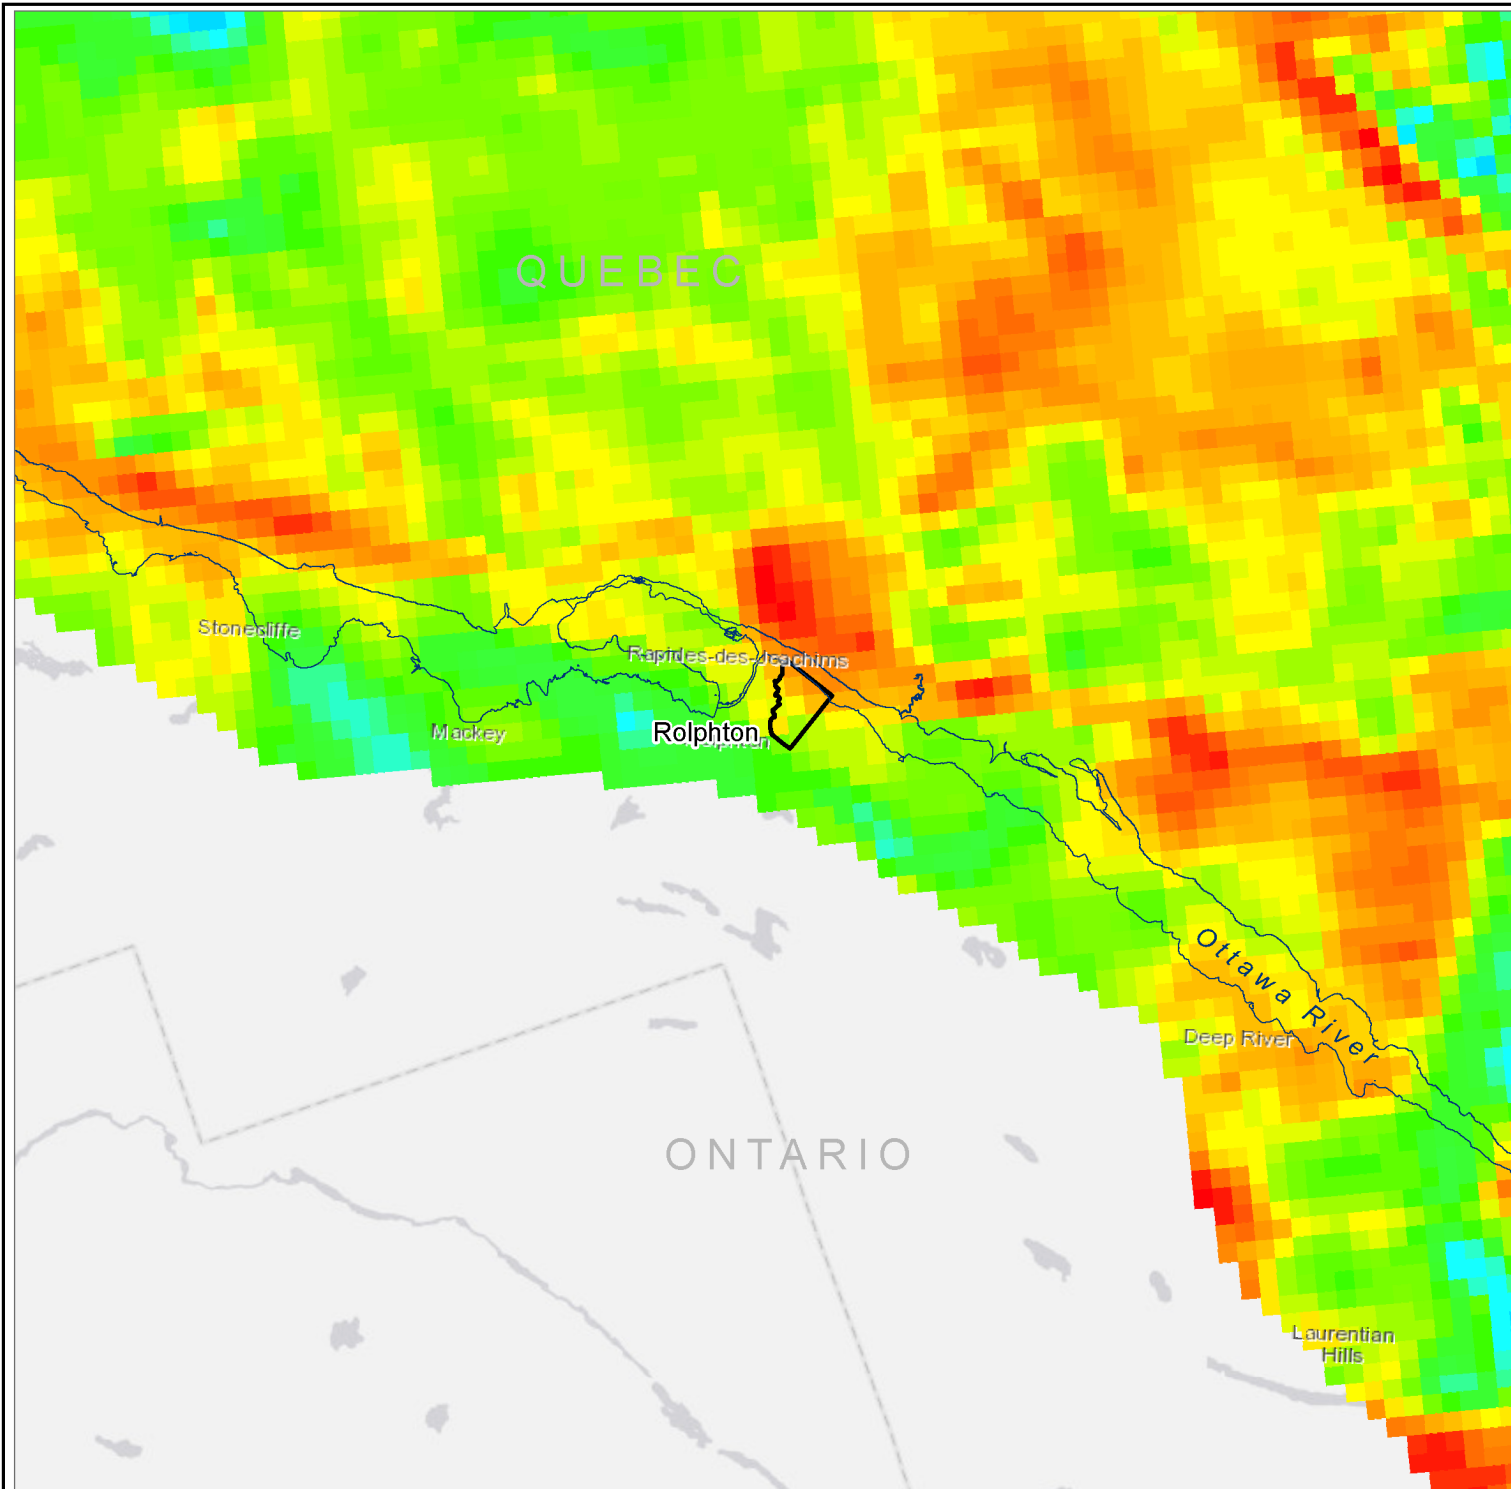 QUEBEC
Stonecliffe
Rapides-des-Joachims
Mackey
Rolphton
Ottawa River
Deep River
ONTARIO
Laurentian
Hills